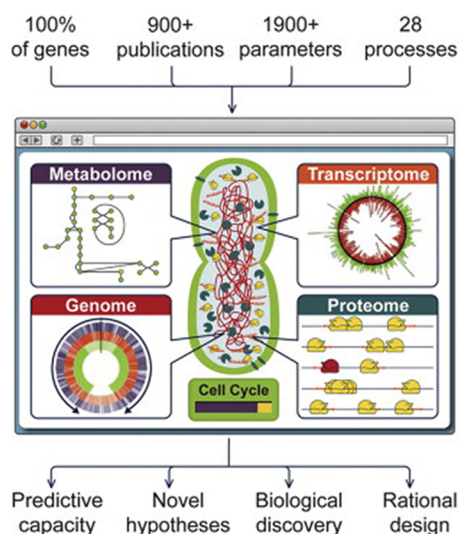 100% 900+ 1900+ 28
of genes publications parameters processes
Metabolome
Transcriptome
Genome
Proteome
Cell Cycle
Predictive Novel Biological Rational
capacity hypotheses discovery design